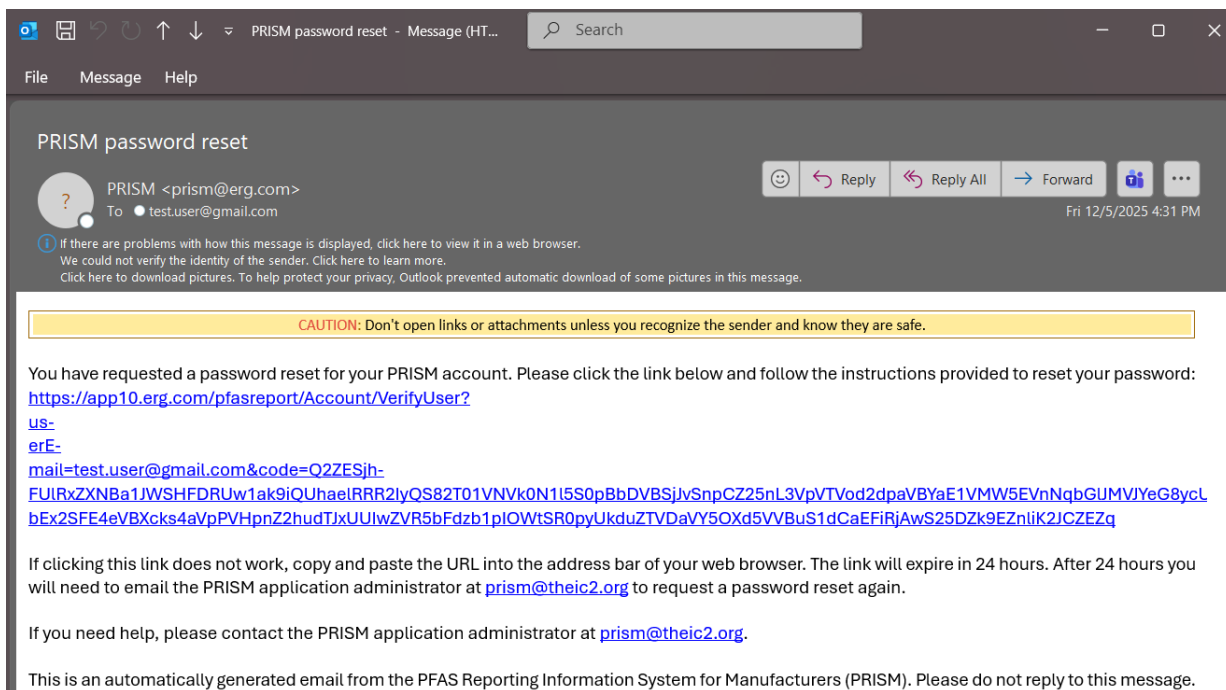 PRISM password reset - Message (HT...
Search
File Message Help
PRISM password reset
?
PRISM <prism@erg.com>
To test.user@gmail.com
Reply Reply All Forward
Fri 12/5/2025 4:31 PM
If there are problems with how this message is displayed, click here to view it in a web browser.
We could not verify the identity of the sender. Click here to learn more.
Click here to download pictures. To help protect your privacy, Outlook prevented automatic download of some pictures in this message.
CAUTION: Don't open links or attachments unless you recognize the sender and know they are safe.
You have requested a password reset for your PRISM account. Please click the link below and follow the instructions provided to reset your password:
https://app10.erg.com/pfasreport/Account/VerifyUser?
us-
erE-
mail=test.user@gmail.com&code=Q2ZESjh-
If clicking this link does not work, copy and paste the URL into the address bar of your web browser. The link will expire in 24 hours. After 24 hours you
will need to email the PRISM application administrator at prism@theic2.org to request a password reset again.
If you need help, please contact the PRISM application administrator at prism@theic2.org.
This is an automatically generated email from the PFAS Reporting Information System for Manufacturers (PRISM). Please do not reply to this message.